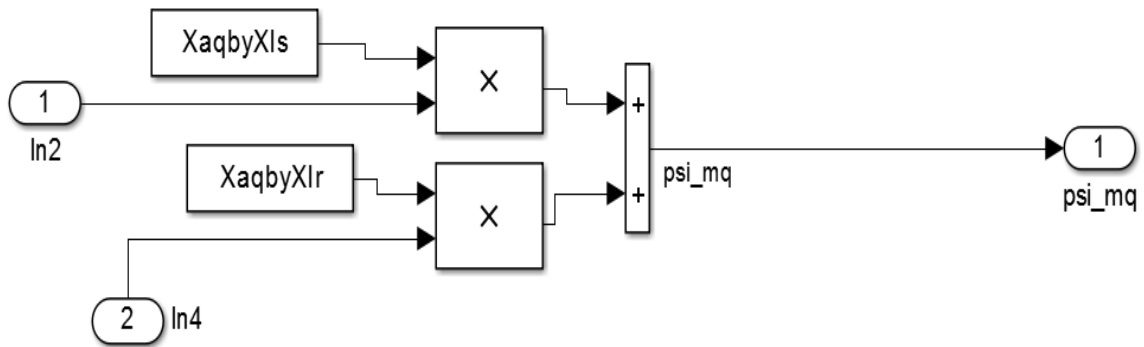 XaqbyXls
X
1
In2
+
XaqbyXlr
X
+
psi_mq
1
psi_mq
2
In4